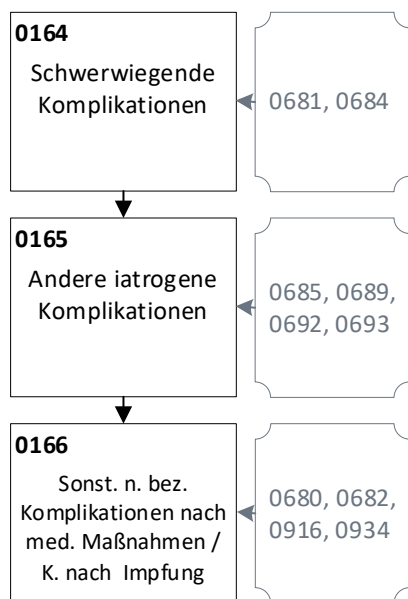 0164
Schwerwiegende
Komplikationen
0681, 0684
0165
Andere iatrogene
Komplikationen
0685, 0689,
0692, 0693
0166
Sonst. n. bez.
Komplikationen nach
med. Maßnahmen /
K. nach Impfung
0680, 0682,
0916, 0934